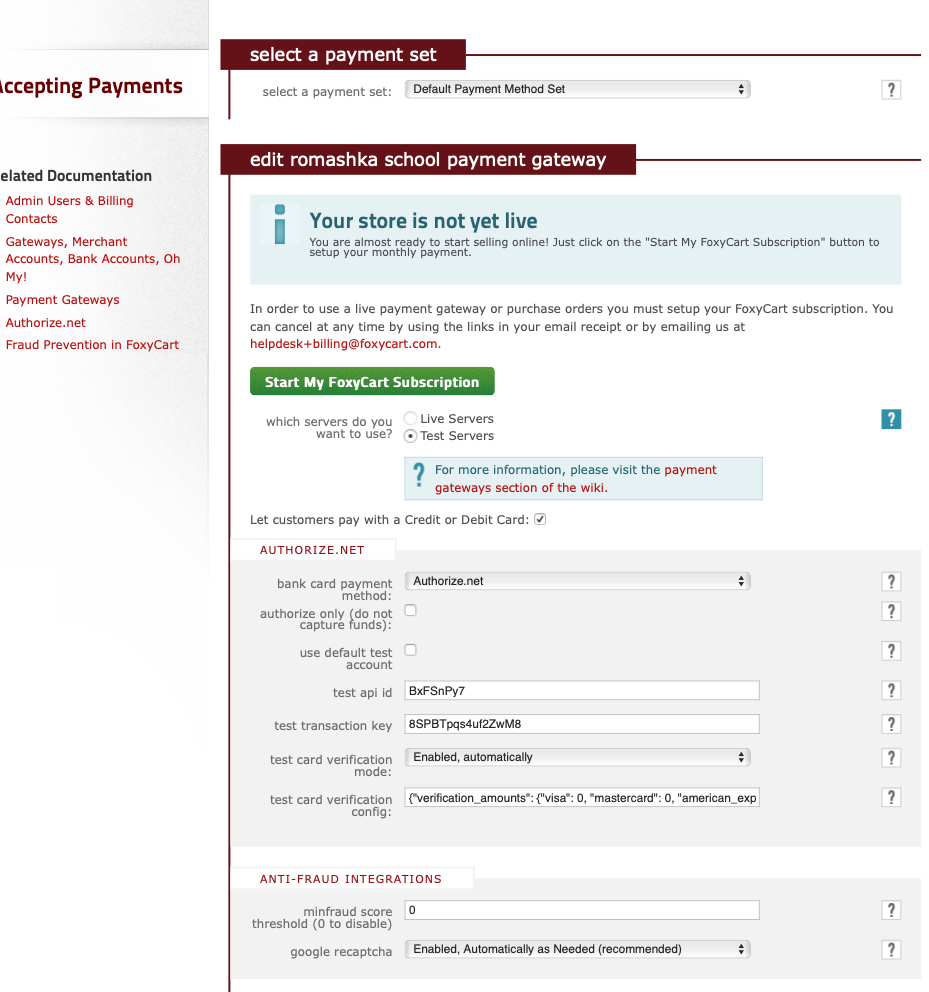 select a payment set
select a payment set:
Default Payment Method Set
?
Accepting Payments
elated Documentation
Admin Users & Billing
Contacts
Gateways, Merchant
Accounts, Bank Accounts, Oh
My!
Payment Gateways
Authorize.net
Fraud Prevention in FoxyCart
edit romashka school payment gateway
i
Your store is not yet live
You are almost ready to start selling online! Just click on the "Start My FoxyCart Subscription" button to
setup your monthly payment.
In order to use a live payment gateway or purchase orders you must setup your FoxyCart subscription. You
can cancel at any time by using the links in your email receipt or by emailing us at
helpdesk+billing@foxycart.com.
Start My FoxyCart Subscription
which servers do you
want to use?
Live Servers
Test Servers
?
? For more information, please visit the payment
gateways section of the wiki.
Let customers pay with a Credit or Debit Card:
AUTHORIZE.NET
bank card payment
method:
Authorize.net
?
authorize only (do not
capture funds):
?
use default test
account
?
test api id
BxFSnPy7
?
test transaction key
8SPBTpqs4uf2ZwM8
?
test card verification
mode:
Enabled, automatically
?
test card verification
config:
{"verification_amounts": {"visa": 0, "mastercard": 0, "american_exp
?
ANTI-FRAUD INTEGRATIONS
minfraud score
threshold (0 to disable)
0
?
google recaptcha
Enabled, Automatically as Needed (recommended)
?